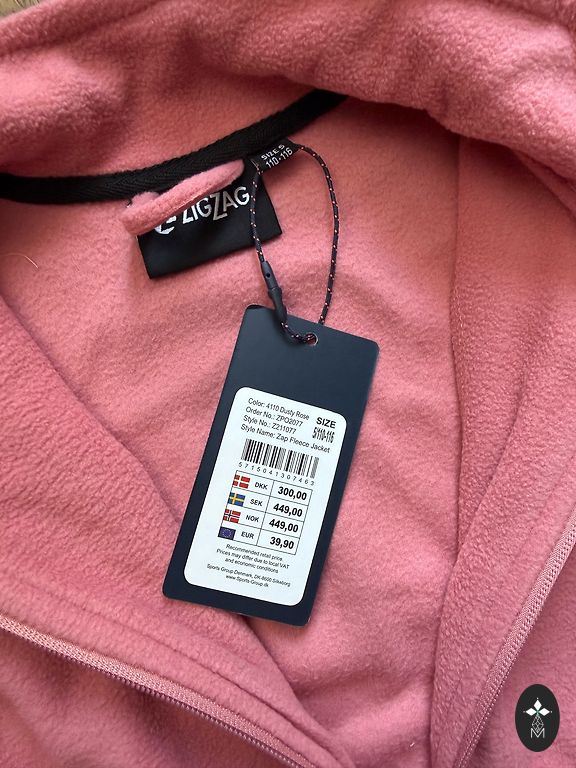 SIZE S
110-116
ZIGZAG
Color: 4110 Dusty Rose
Order No.: ZPO2077
Style No.: Z211077
Style Name: Zap Fleece Jacket
SIZE
S/110-116
5715641307463
DKK 300,00
SEK 449,00
NOK 449,00
EUR 39,90
Recommended retail price
Prices may differ due to local VAT
and economic conditions
Sports Group Denmark, DK-8600 Silkeborg
www.Sports-Group.dk
M